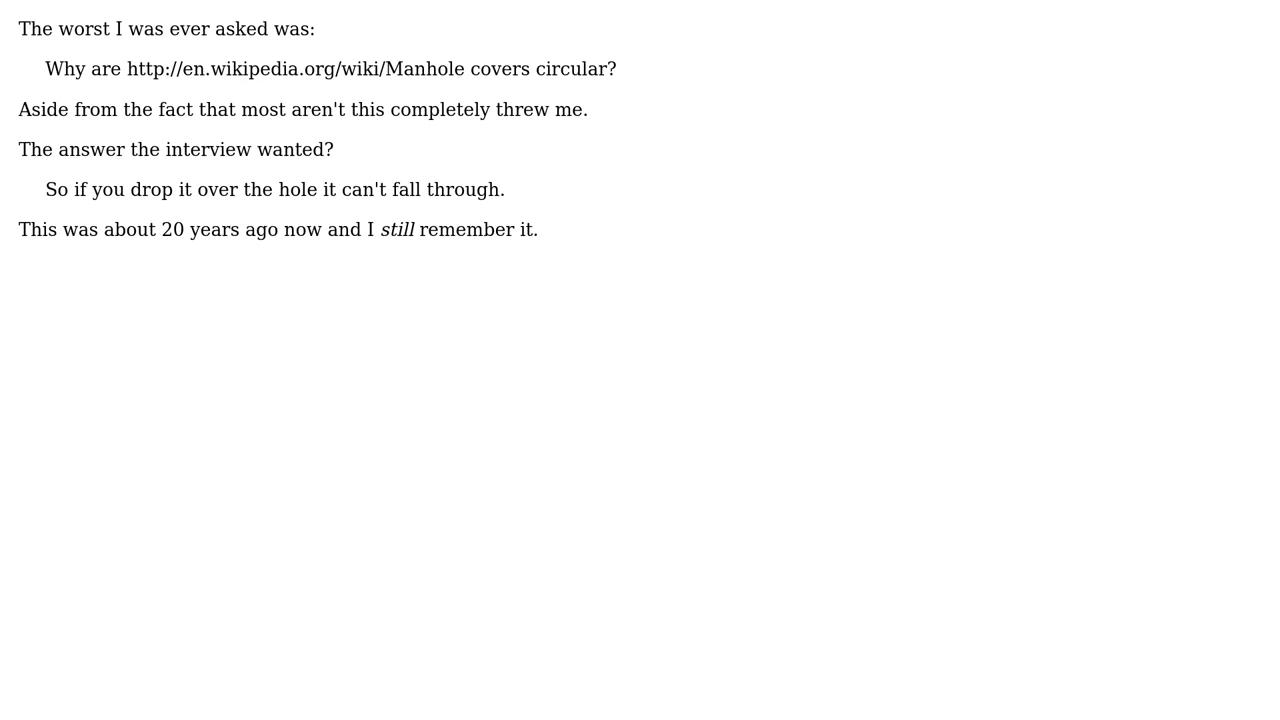 The worst I was ever asked was:
Why are http://en.wikipedia.org/wiki/Manhole covers circular?
Aside from the fact that most aren't this completely threw me.
The answer the interview wanted?
So if you drop it over the hole it can't fall through.
This was about 20 years ago now and I still remember it.